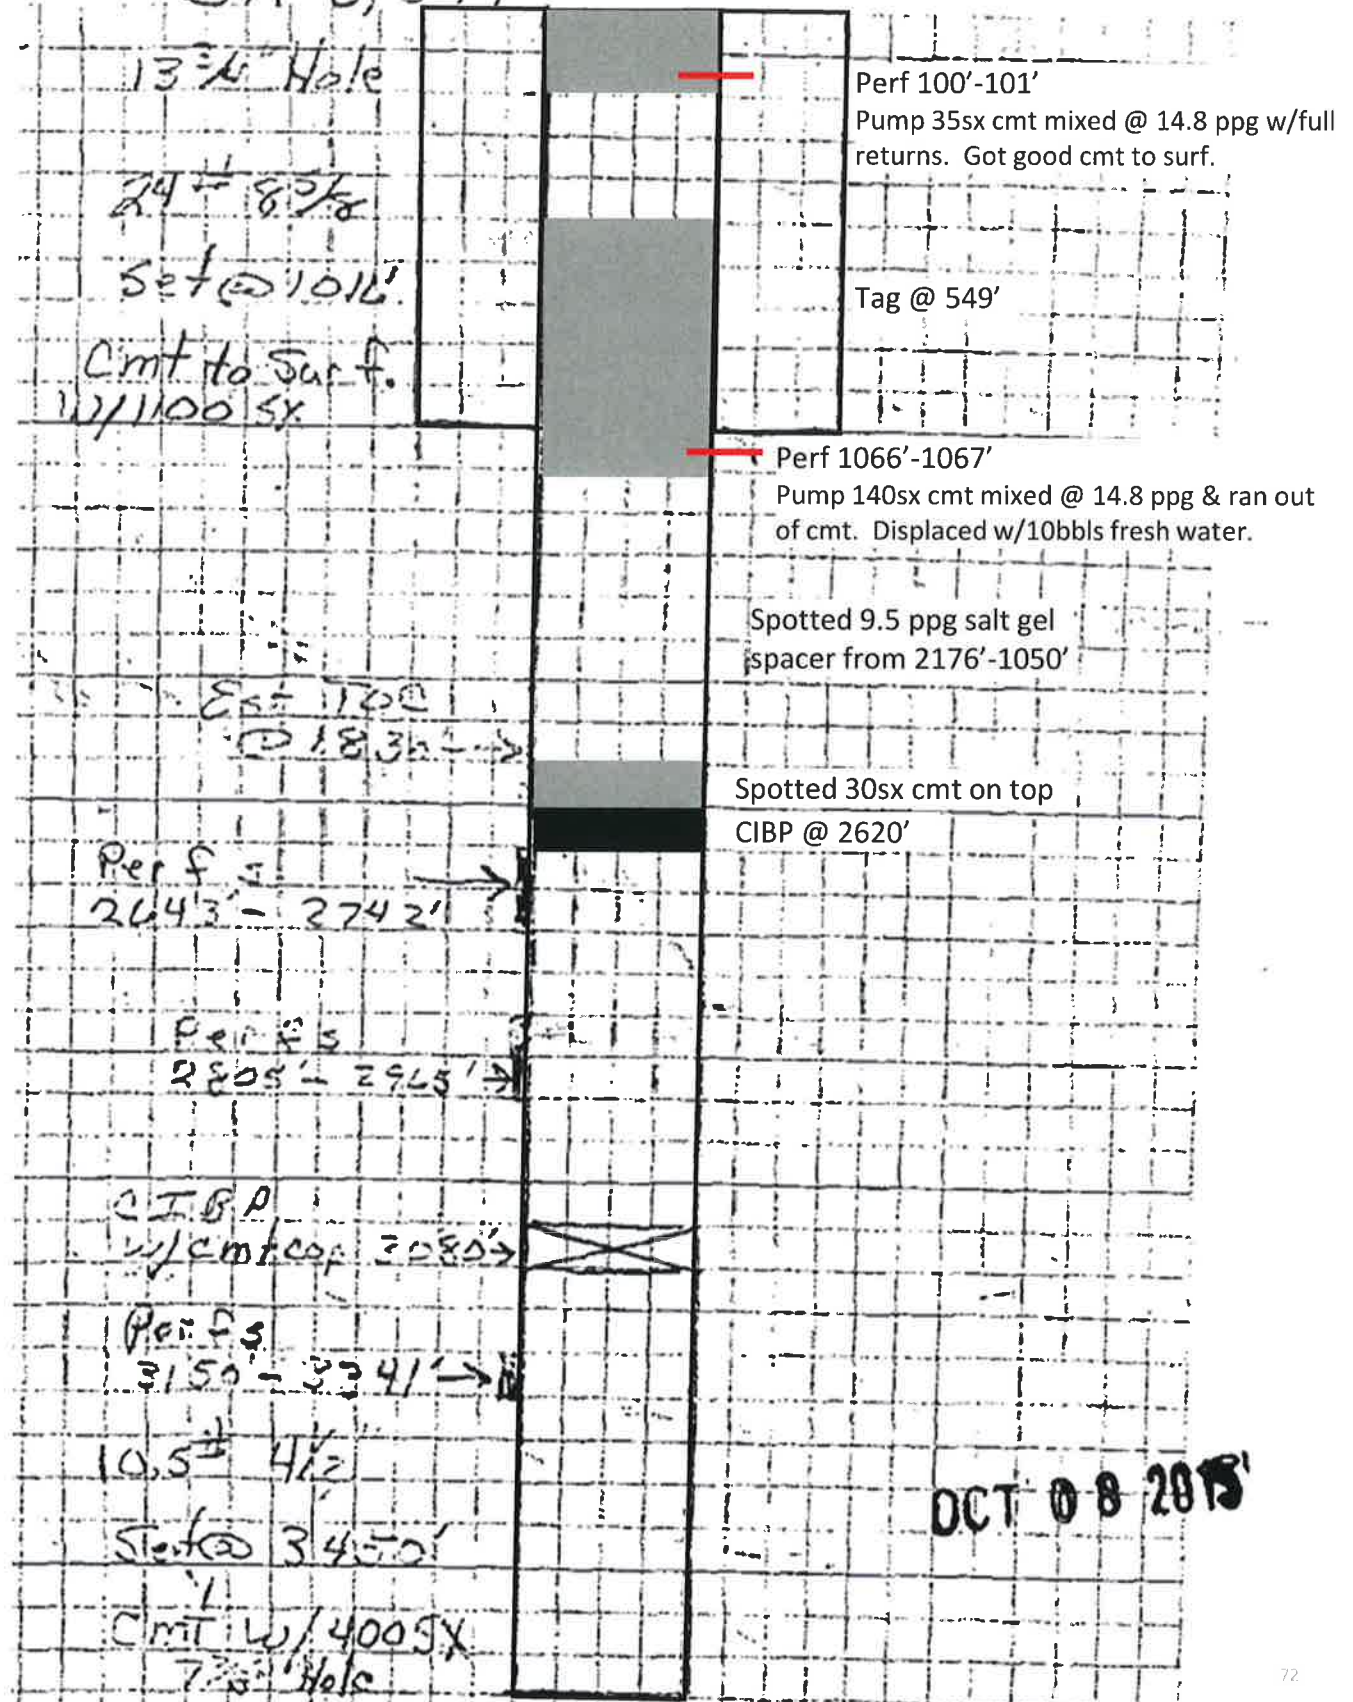 13 3/4" Hole
Perf 100'-101'
Pump 35sx cmt mixed @ 14.8 ppg w/full
returns. Got good cmt to surf.
24# 8 5/8
Set @ 1016'
Tag @ 549'
Cmt to Surf.
W/1100 SX
Perf 1066'-1067'
Pump 140sx cmt mixed @ 14.8 ppg & ran out
of cmt. Displaced w/10bbls fresh water.
Spotted 9.5 ppg salt gel
spacer from 2176'-1050'
Est TOC
Spotted 30sx cmt on top
CIBP @ 2620'
Perf
2643' - 2742'
Perfs
2805' - 2965'
CIBP
w/cmt cap 3080'
Perfs
3150' - 3341'
10.5# 4 1/2
Set @ 3450'
OCT 08
Cmt w/400SX
7 7/8" Hole
72